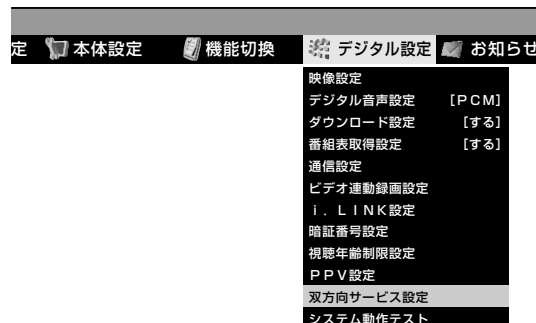 定 本体設定 機能切換 デジタル設定 お知らせ
映像設定
デジタル音声設定 [PCM]
ダウンロード設定 [する]
番組表取得設定 [する]
通信設定
ビデオ連動録画設定
i.LINK設定
暗証番号設定
視聴年齢制限設定
PPV設定
双方向サービス設定
システム動作テスト